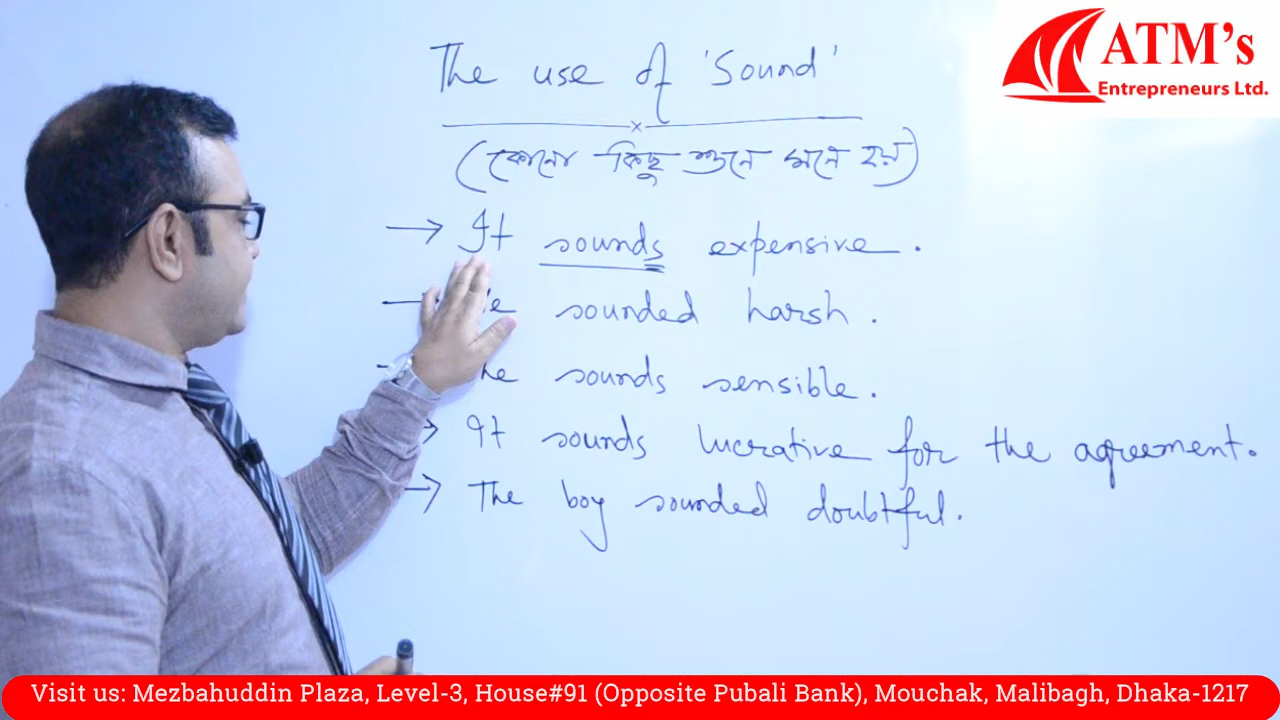 The use of 'Sound'
(কোনো কিছু শুনে মনে হয়)
→ It sounds expensive.
sounded harsh.
sounds sensible.
→ It sounds lucrative for the agreement.
→ The boy sounded doubtful.
ATM's
Entrepreneurs Ltd.
Visit us: Mezbahuddin Plaza, Level-3, House#91 (Opposite Pubali Bank), Mouchak, Malibagh, Dhaka-1217